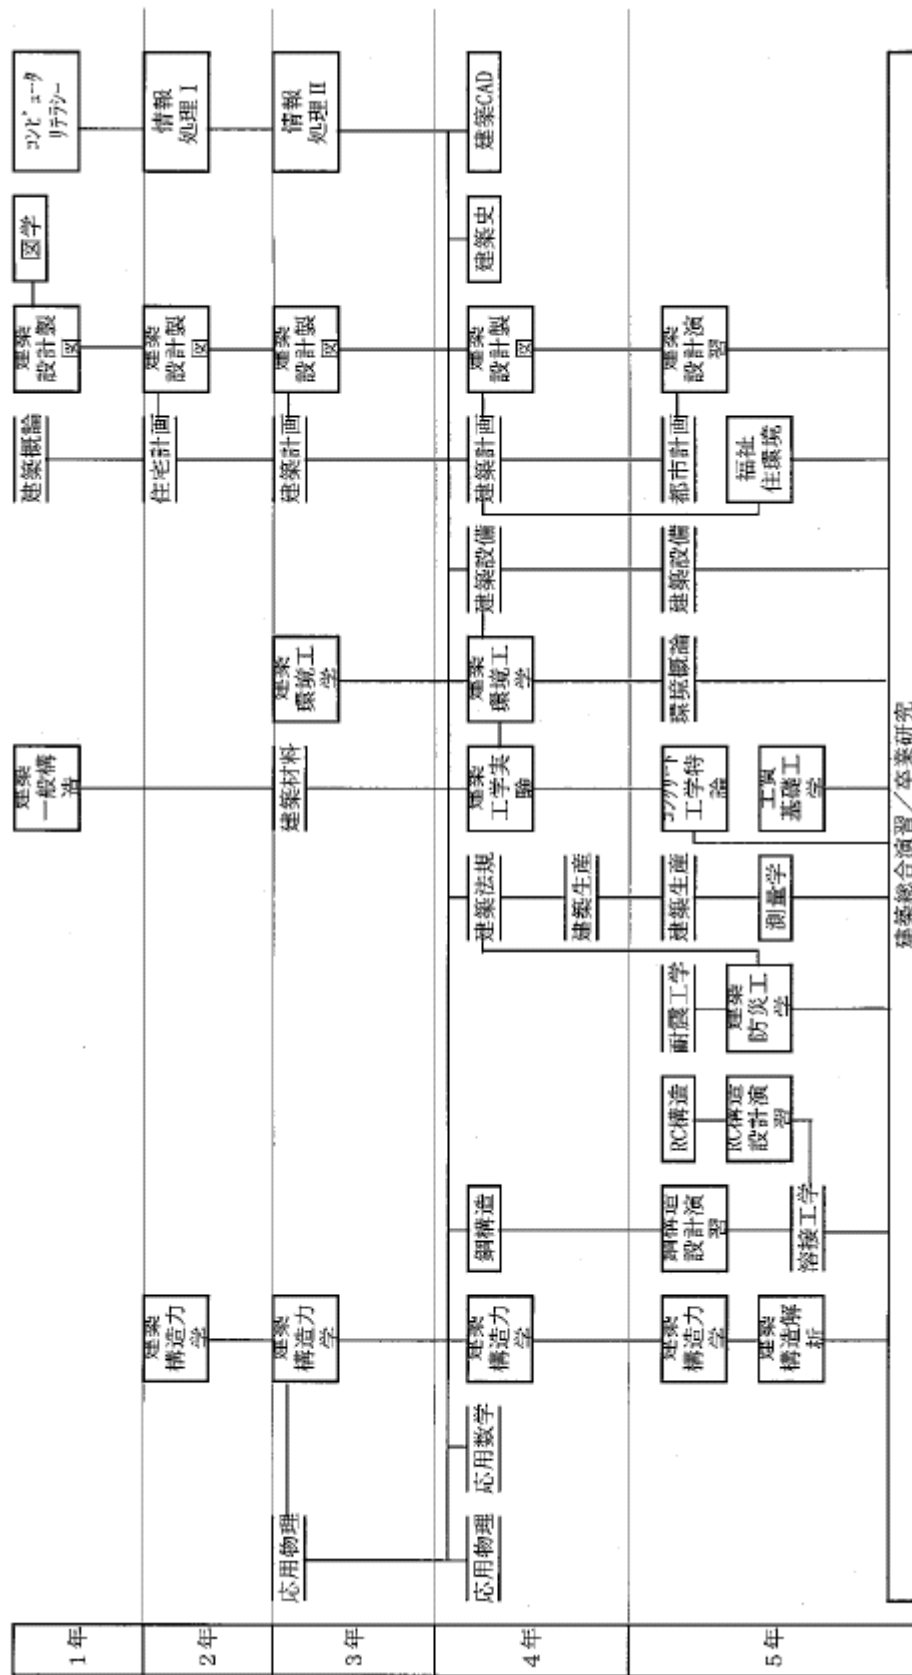 1年
2年
3年
4年
5年
建築
一般構
造
建築概論
建築
設計製
図
図学
コンピュータ
リテラシー
建築
構造力
学
住宅計画
建築
設計製
図
情報
処理Ⅰ
応用物理
建築
構造力
学
建築材料
建築
環境工
学
建築計画
建築
設計製
図
情報
処理Ⅱ
応用物理
応用数学
建築
構造力
学
鋼構造
建築法規
建築生産
建築
工学実
験
建築
環境工
学
建築設備
建築計画
建築
設計製
図
建築史
建築CAD
建築
構造力
学
建築
構造解
析
鋼構造
設計演
習
溶接工学
RC構造
RC構造
設計演
習
耐震工学
建築
防災工
学
建築生産
測量学
コンクリート
工学特
論
土質
基礎工
学
環境概論
建築設備
都市計画
福祉
住環境
建築
設計演
習
建築総合演習/卒業研究